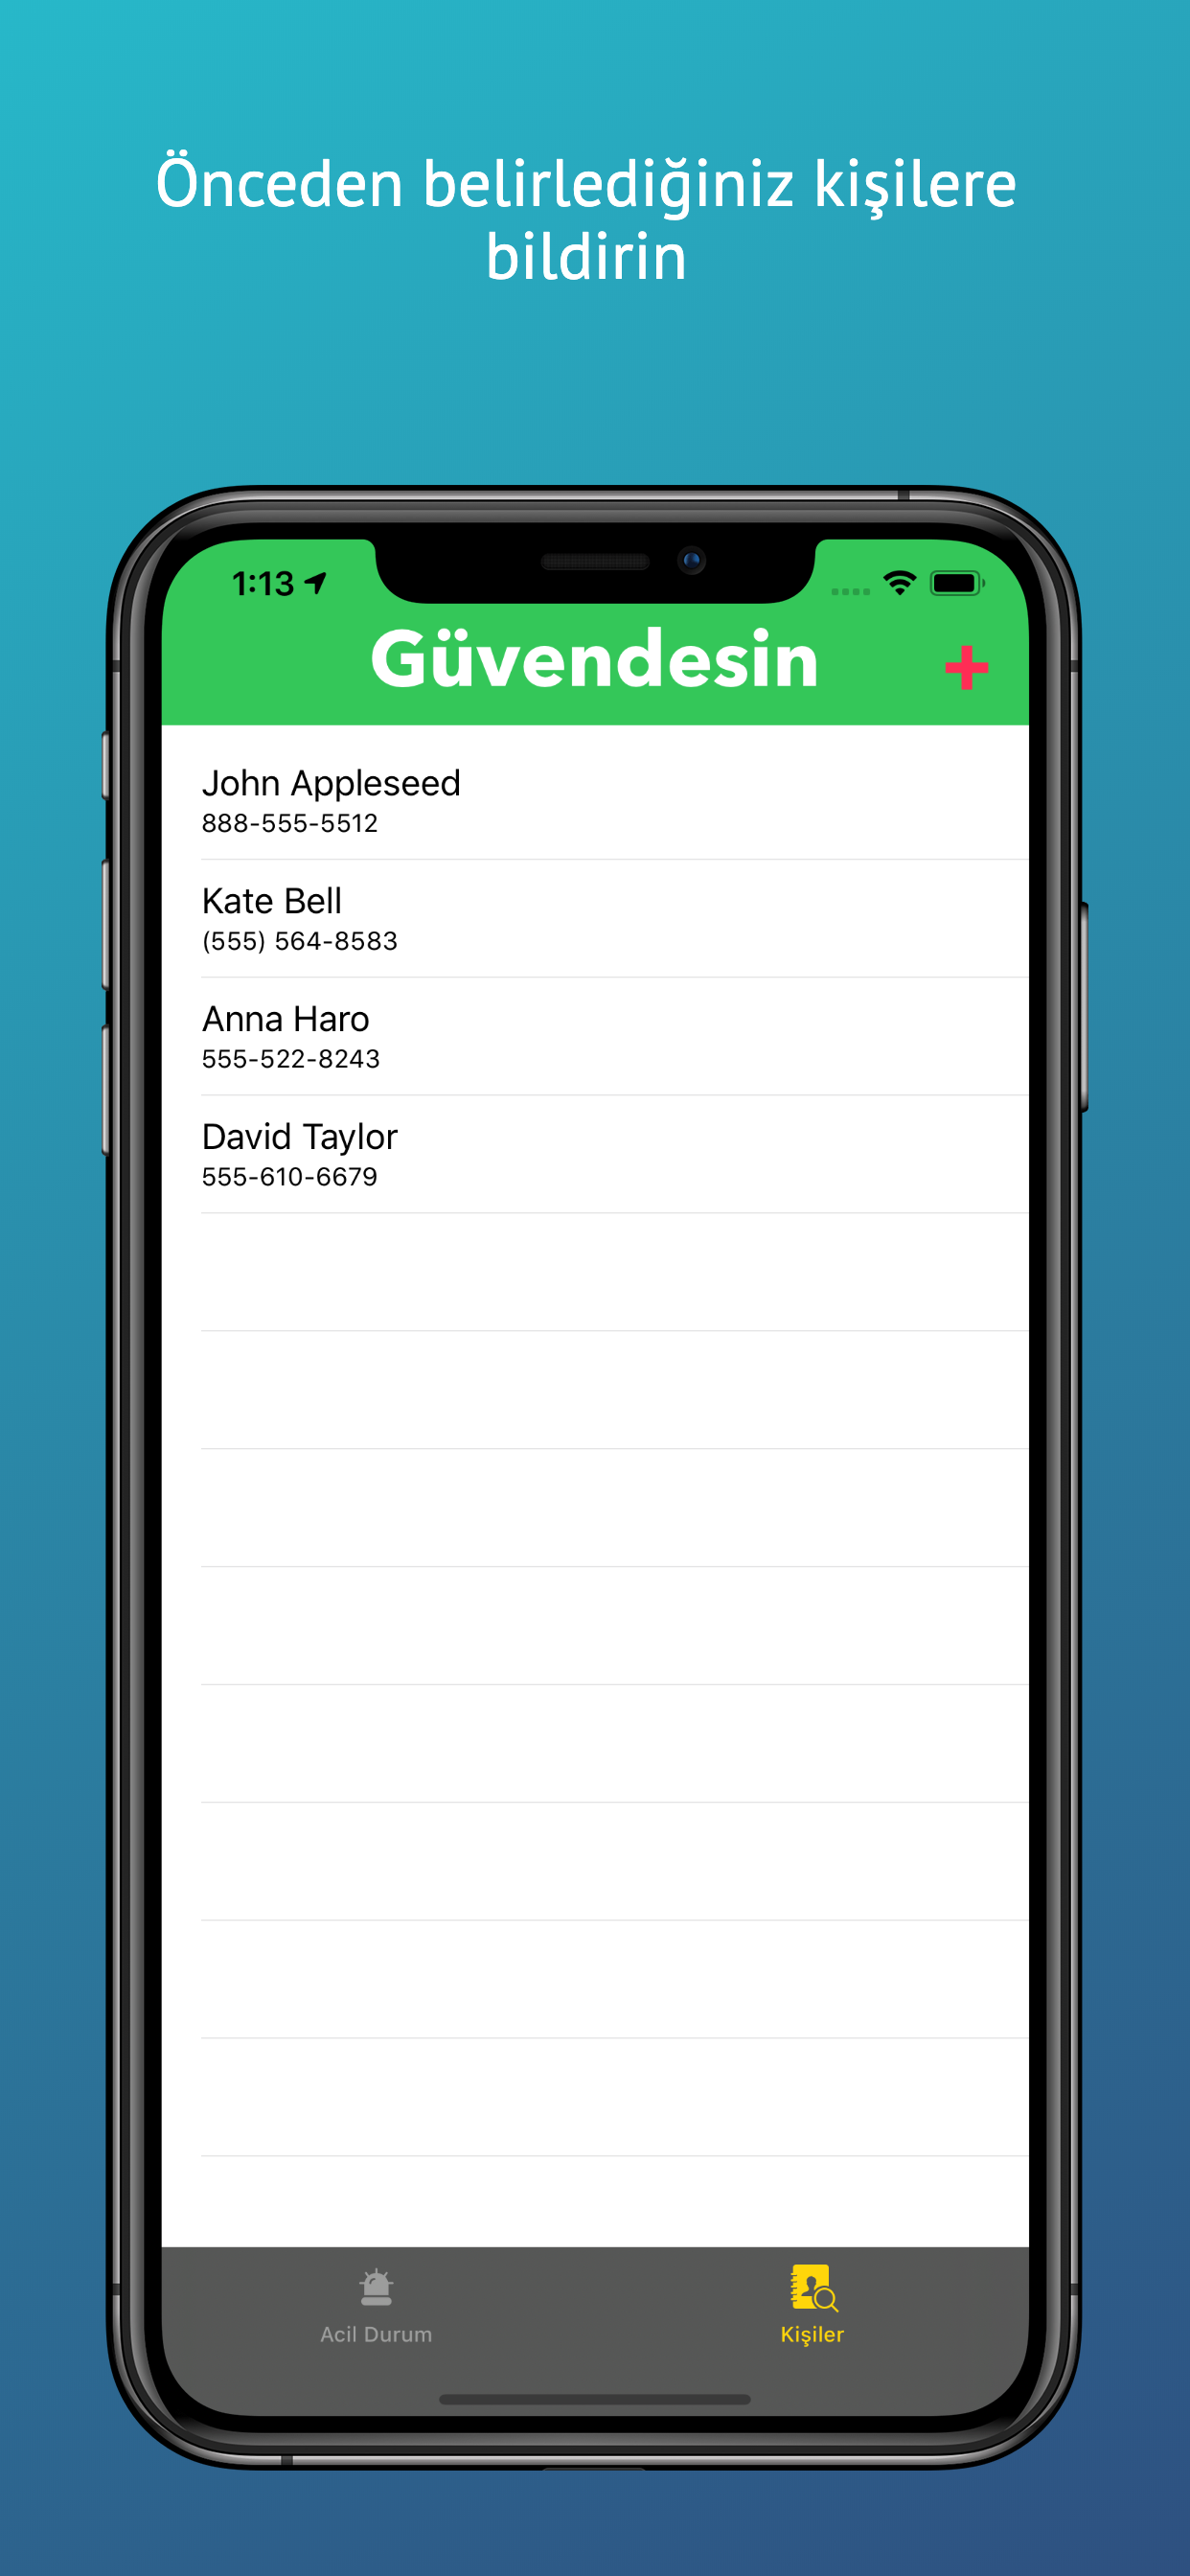 Önceden belirlediğiniz kişilere
bildirin
1:13
Güvendesin
John Appleseed
888-555-5512
Kate Bell
(555) 564-8583
Anna Haro
555-522-8243
David Taylor
555-610-6679
Acil Durum
Kişiler